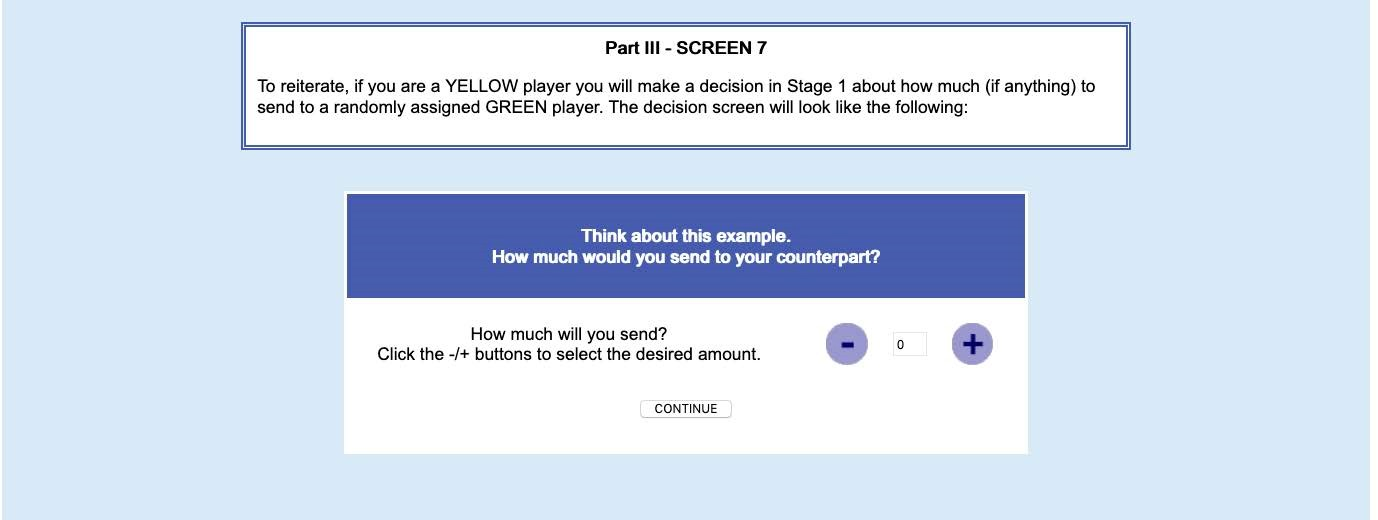 Part III - SCREEN 7
To reiterate, if you are a YELLOW player you will make a decision in Stage 1 about how much (if anything) to
send to a randomly assigned GREEN player. The decision screen will look like the following:
Think about this example.
How much would you send to your counterpart?
How much will you send?
Click the -/+ buttons to select the desired amount.
- 0 +
CONTINUE